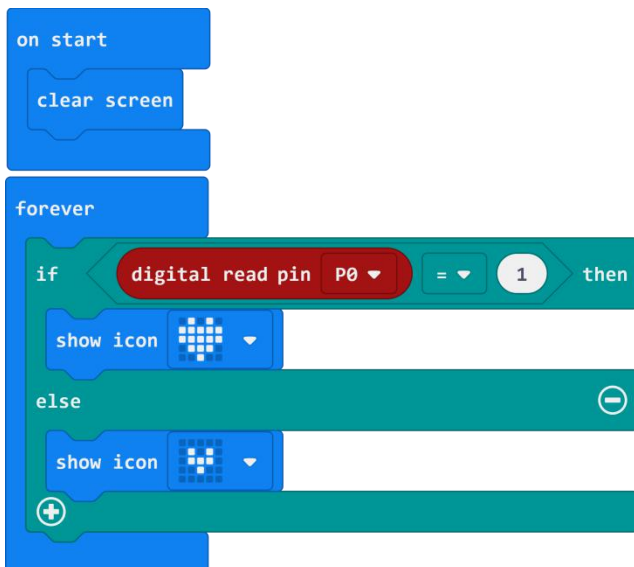 on start
clear screen
forever
if digital read pin P0 = 1 then
show icon
else
show icon